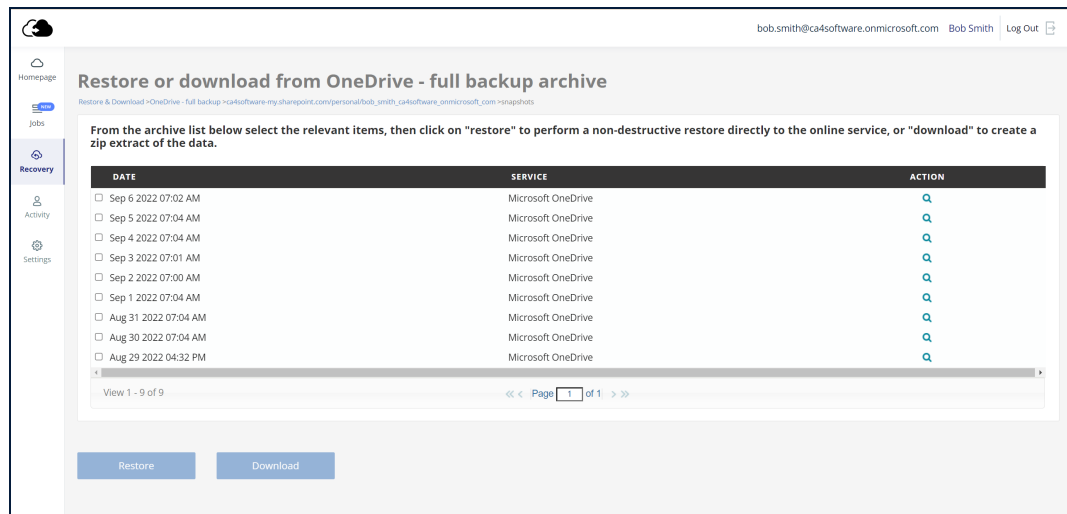 bob.smith@ca4software.onmicrosoft.com Bob Smith Log Out
Homepage
NEW
Jobs
Recovery
Activity
Settings
Restore or download from OneDrive - full backup archive
Restore & Download >OneDrive - full backup >ca4software-my.sharepoint.com/personal/bob_smith_ca4software_onmicrosoft_com >snapshots
From the archive list below select the relevant items, then click on "restore" to perform a non-destructive restore directly to the online service, or "download" to create a
zip extract of the data.
DATE SERVICE ACTION
Sep 6 2022 07:02 AM Microsoft OneDrive
Sep 5 2022 07:04 AM Microsoft OneDrive
Sep 4 2022 07:04 AM Microsoft OneDrive
Sep 3 2022 07:01 AM Microsoft OneDrive
Sep 2 2022 07:00 AM Microsoft OneDrive
Sep 1 2022 07:04 AM Microsoft OneDrive
Aug 31 2022 07:04 AM Microsoft OneDrive
Aug 30 2022 07:04 AM Microsoft OneDrive
Aug 29 2022 04:32 PM Microsoft OneDrive
View 1 - 9 of 9 Page 1 of 1
Restore Download